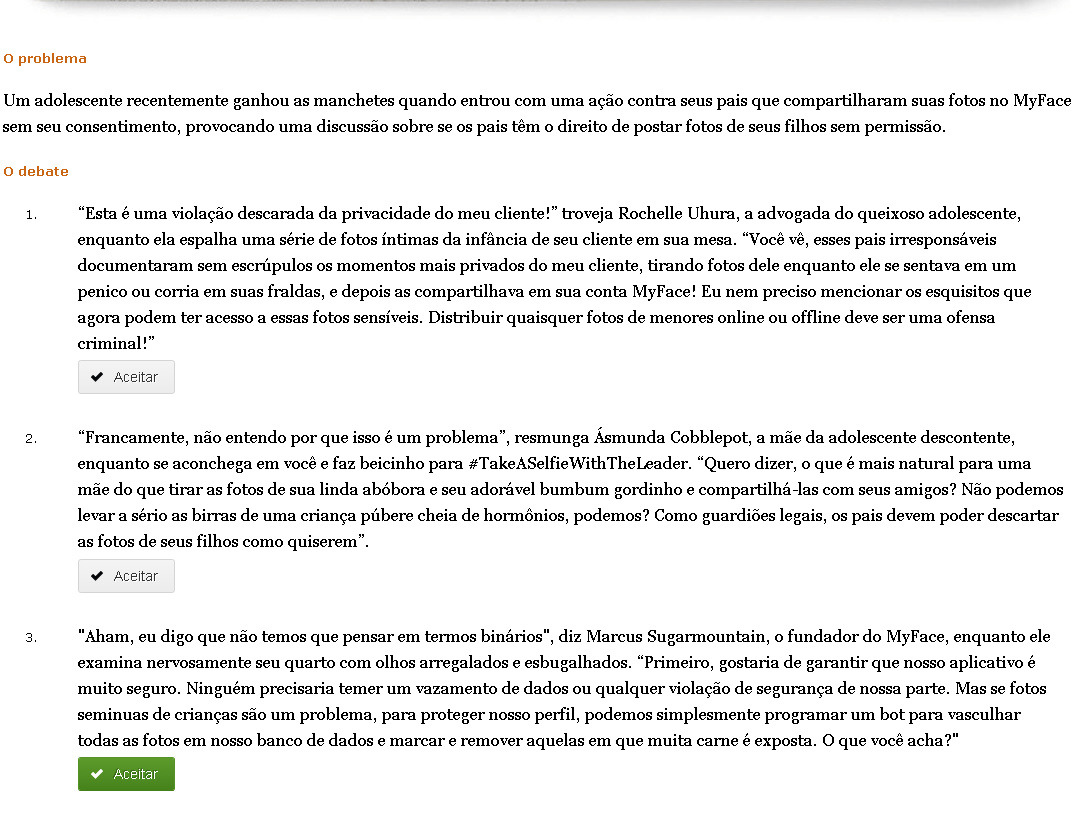 O problema
Um adolescente recentemente ganhou as manchetes quando entrou com uma ação contra seus pais que compartilharam suas fotos no MyFace
sem seu consentimento, provocando uma discussão sobre se os pais têm o direito de postar fotos de seus filhos sem permissão.
O debate
1. “Esta é uma violação descarada da privacidade do meu cliente!” troveja Rochelle Uhura, a advogada do queixoso adolescente,
enquanto ela espalha uma série de fotos íntimas da infância de seu cliente em sua mesa. “Você vê, esses pais irresponsáveis
documentaram sem escrúpulos os momentos mais privados do meu cliente, tirando fotos dele enquanto ele se sentava em um
penico ou corria em suas fraldas, e depois as compartilhava em sua conta MyFace! Eu nem preciso mencionar os esquisitos que
agora podem ter acesso a essas fotos sensíveis. Distribuir quaisquer fotos de menores online ou offline deve ser uma ofensa
criminal!”
Aceitar
2. “Francamente, não entendo por que isso é um problema”, resmunga Ásmunda Cobblepot, a mãe da adolescente descontente,
enquanto se aconchega em você e faz beicinho para #TakeASelfieWithTheLeader. “Quero dizer, o que é mais natural para uma
mãe do que tirar as fotos de sua linda abóbora e seu adorável bumbum gordinho e compartilhá-las com seus amigos? Não podemos
levar a sério as birras de uma criança púbere cheia de hormônios, podemos? Como guardiões legais, os pais devem poder descartar
as fotos de seus filhos como quiserem”.
Aceitar
3. "Aham, eu digo que não temos que pensar em termos binários", diz Marcus Sugarmountain, o fundador do MyFace, enquanto ele
examina nervosamente seu quarto com olhos arregalados e esbugalhados. “Primeiro, gostaria de garantir que nosso aplicativo é
muito seguro. Ninguém precisaria temer um vazamento de dados ou qualquer violação de segurança de nossa parte. Mas se fotos
seminuas de crianças são um problema, para proteger nosso perfil, podemos simplesmente programar um bot para vasculhar
todas as fotos em nosso banco de dados e marcar e remover aquelas em que muita carne é exposta. O que você acha?"
Aceitar